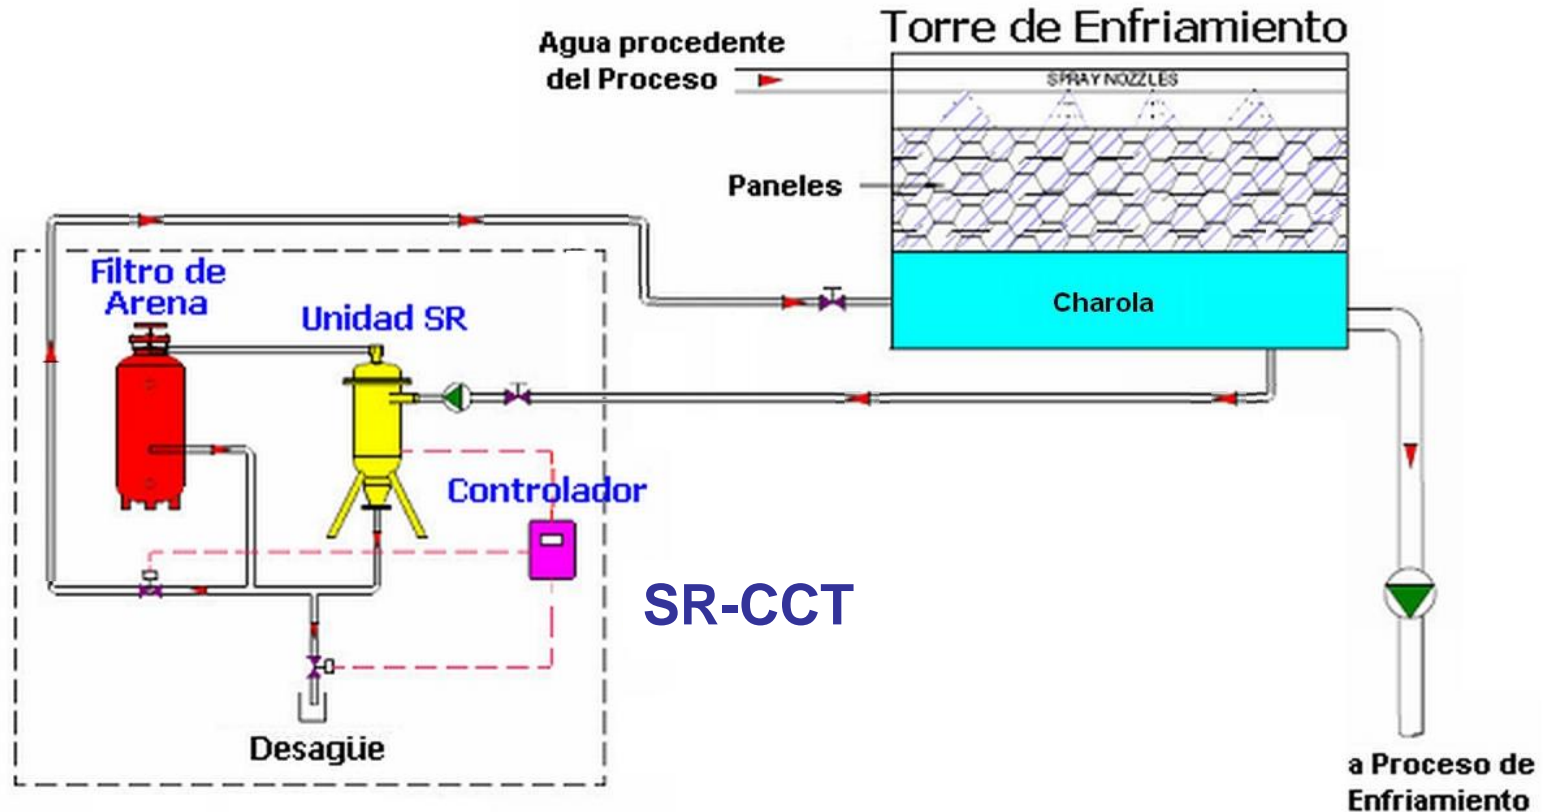 Torre de Enfriamiento
Agua procedente
del Proceso
SPRAY NOZZLES
Paneles
Filtro de
Arena
Unidad SR
Charola
Controlador
SR-CCT
Desagüe
a Proceso de
Enfriamiento